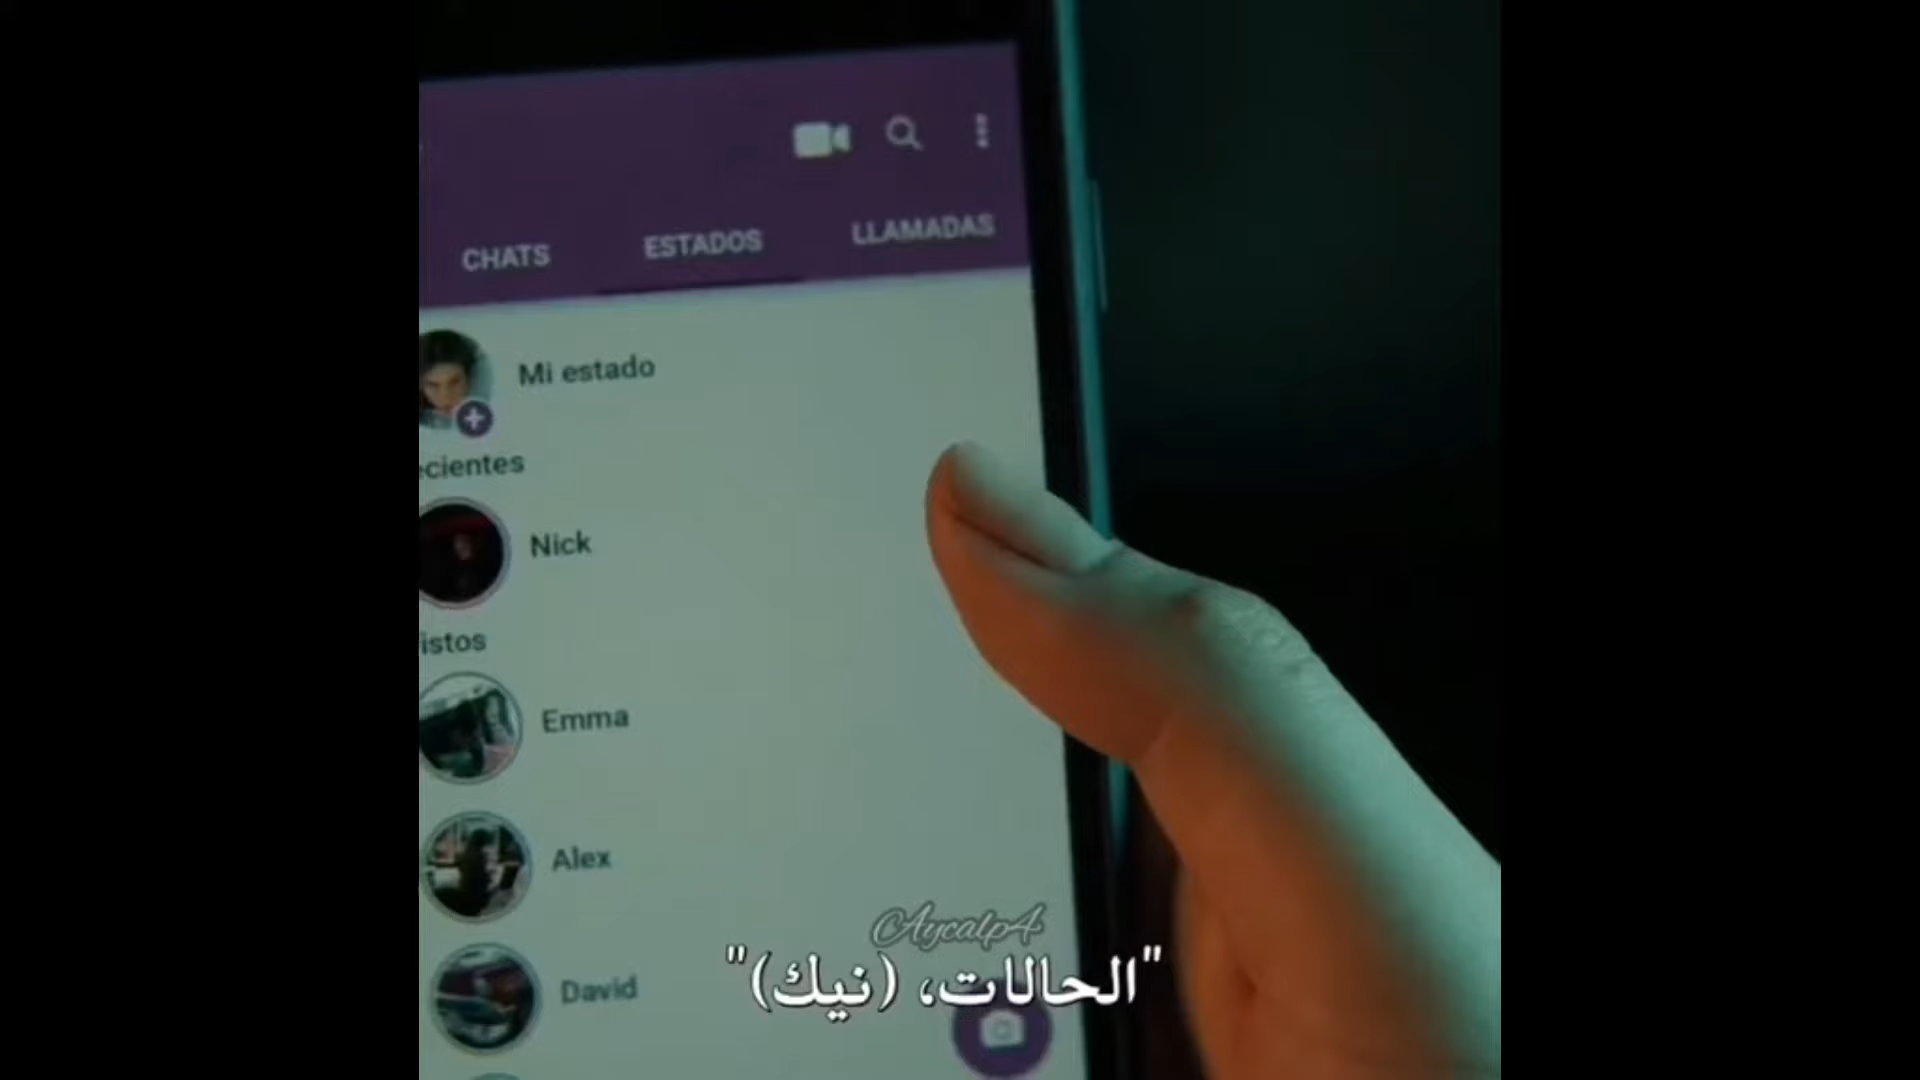 CHATS ESTADOS LLAMADAS
Mi estado
ecientes
Nick
istos
Emma
Alex
David
Aycalp4
"الحالات، (نيك)"